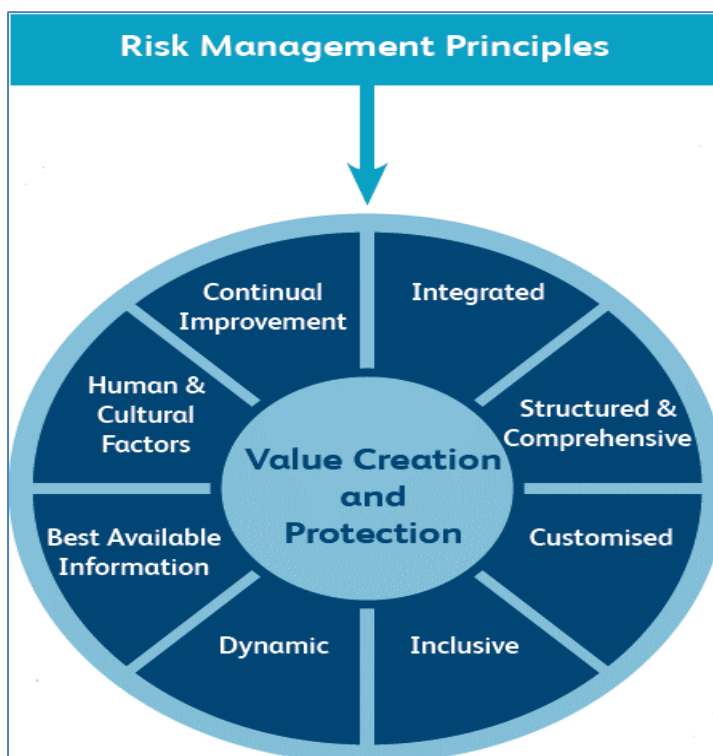 Risk Management Principles
Continual
Improvement
Integrated
Human &
Cultural
Factors
Structured &
Comprehensive
Value Creation
and
Protection
Best Available
Information
Customised
Dynamic
Inclusive